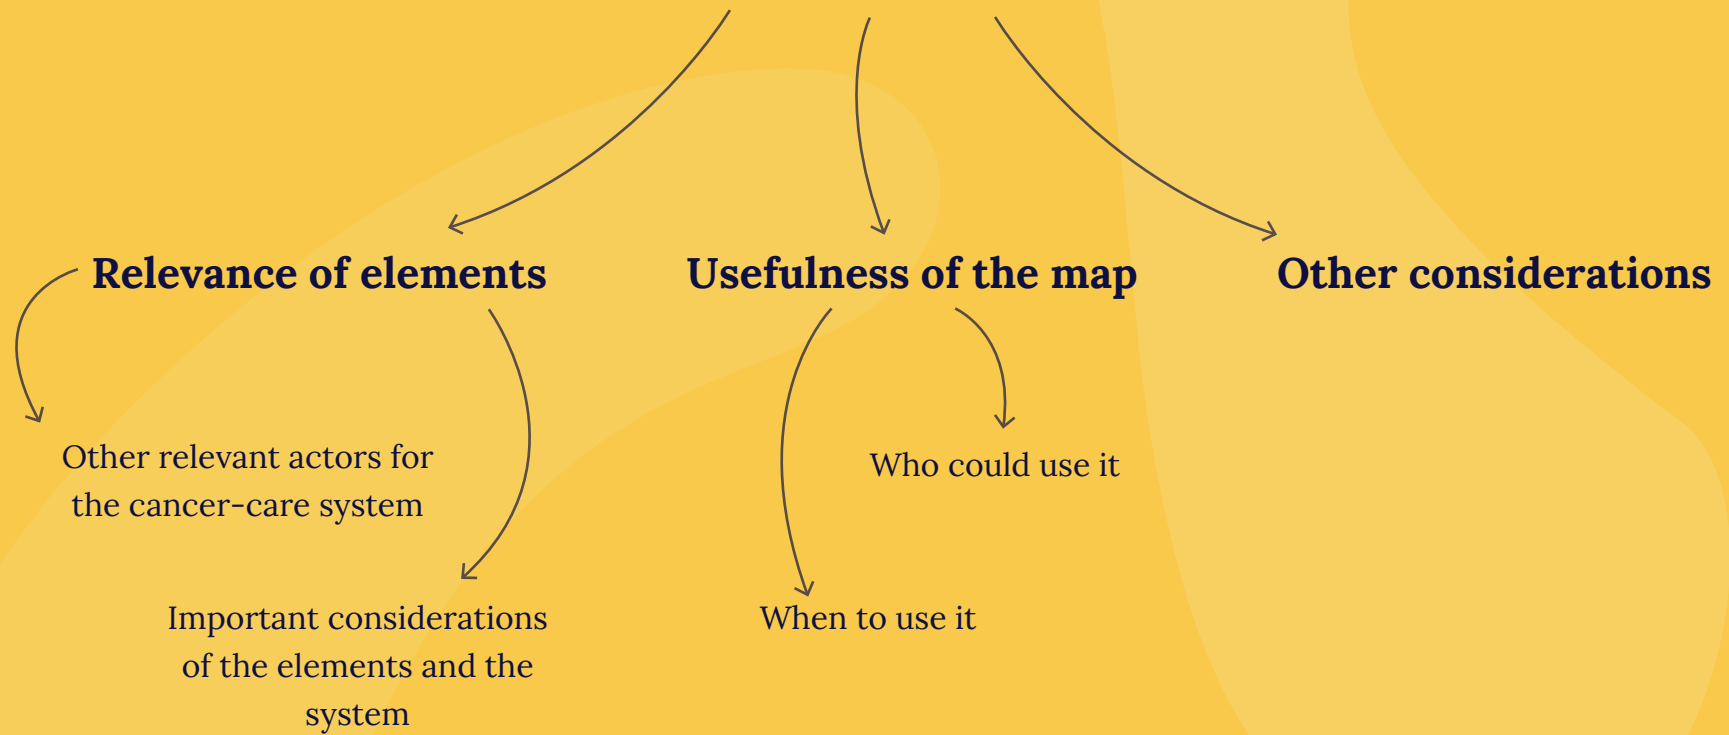 Relevance of elements
Usefulness of the map
Other considerations
Other relevant actors for
the cancer-care system
Who could use it
Important considerations
of the elements and the
system
When to use it